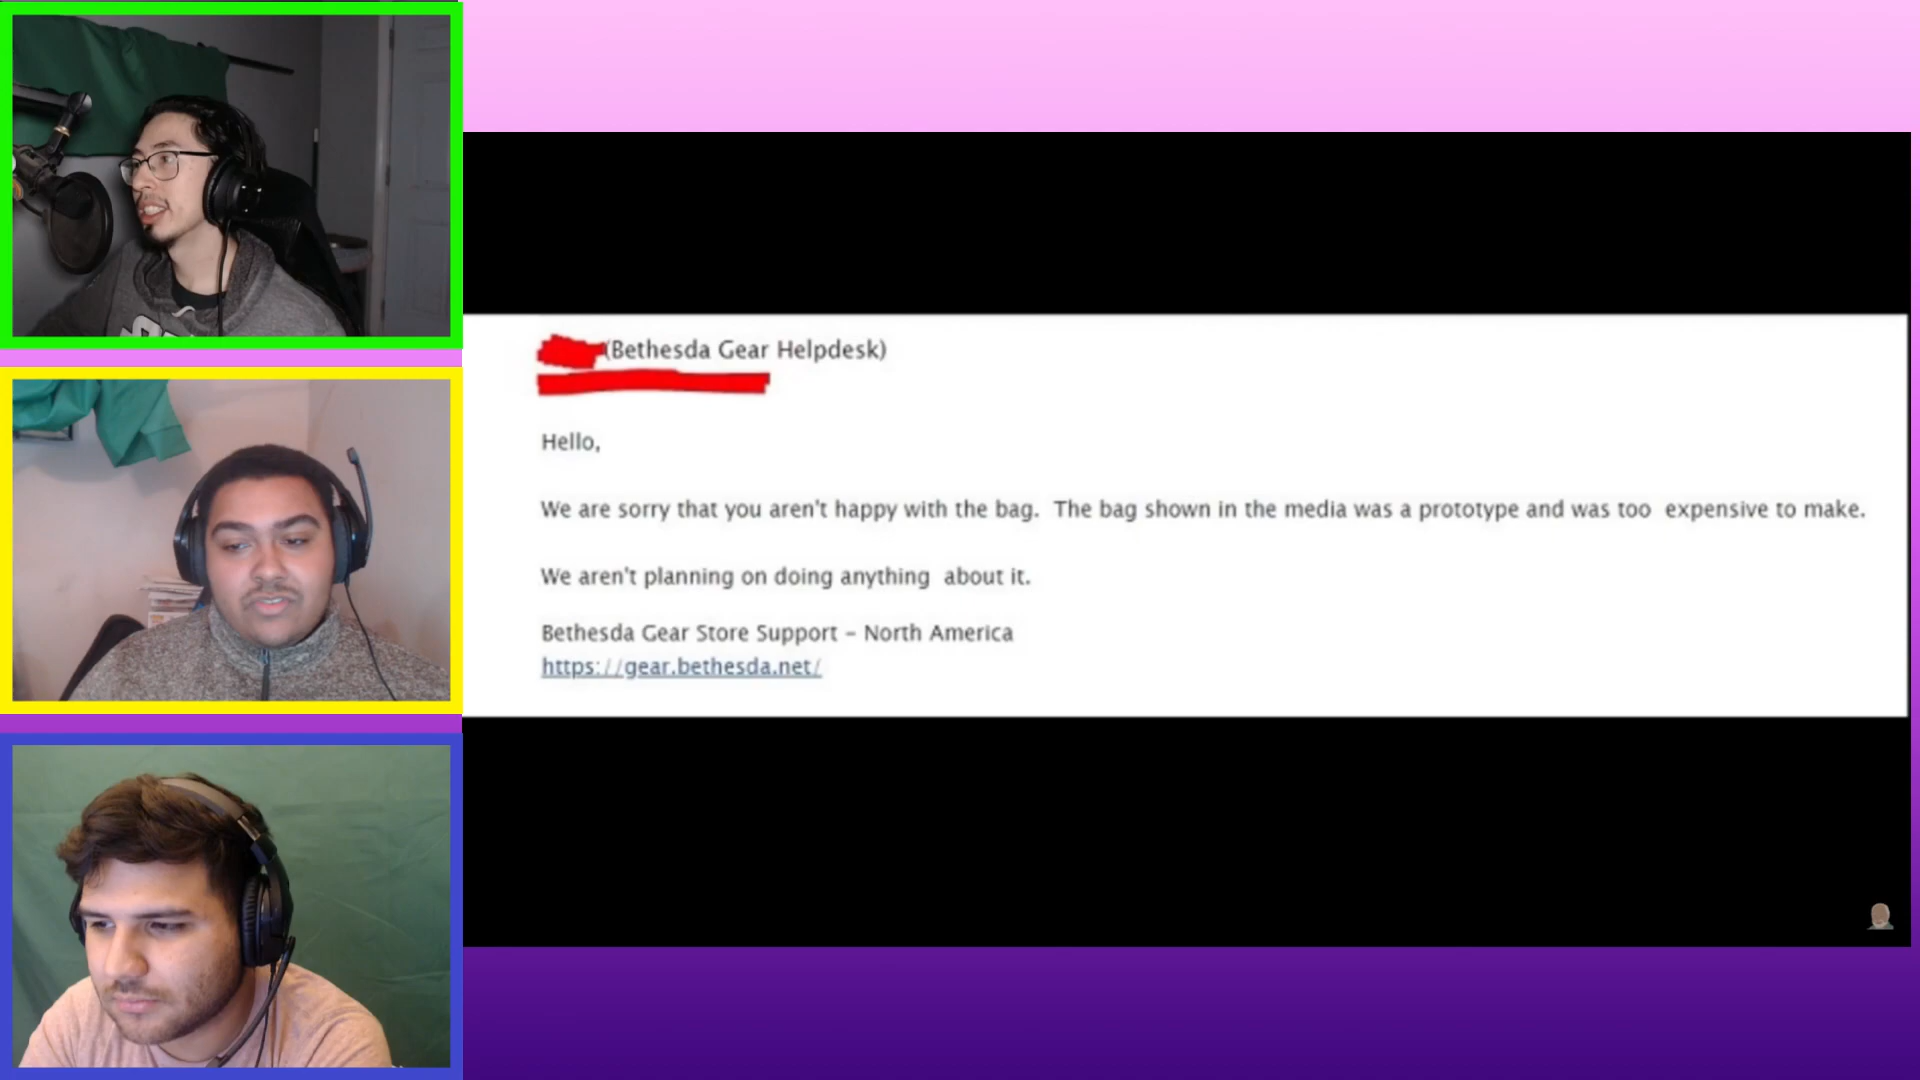 (Bethesda Gear Helpdesk)
Hello,
We are sorry that you aren't happy with the bag. The bag shown in the media was a prototype and was too expensive to make.
We aren't planning on doing anything about it.
Bethesda Gear Store Support – North America
https://gear.bethesda.net/